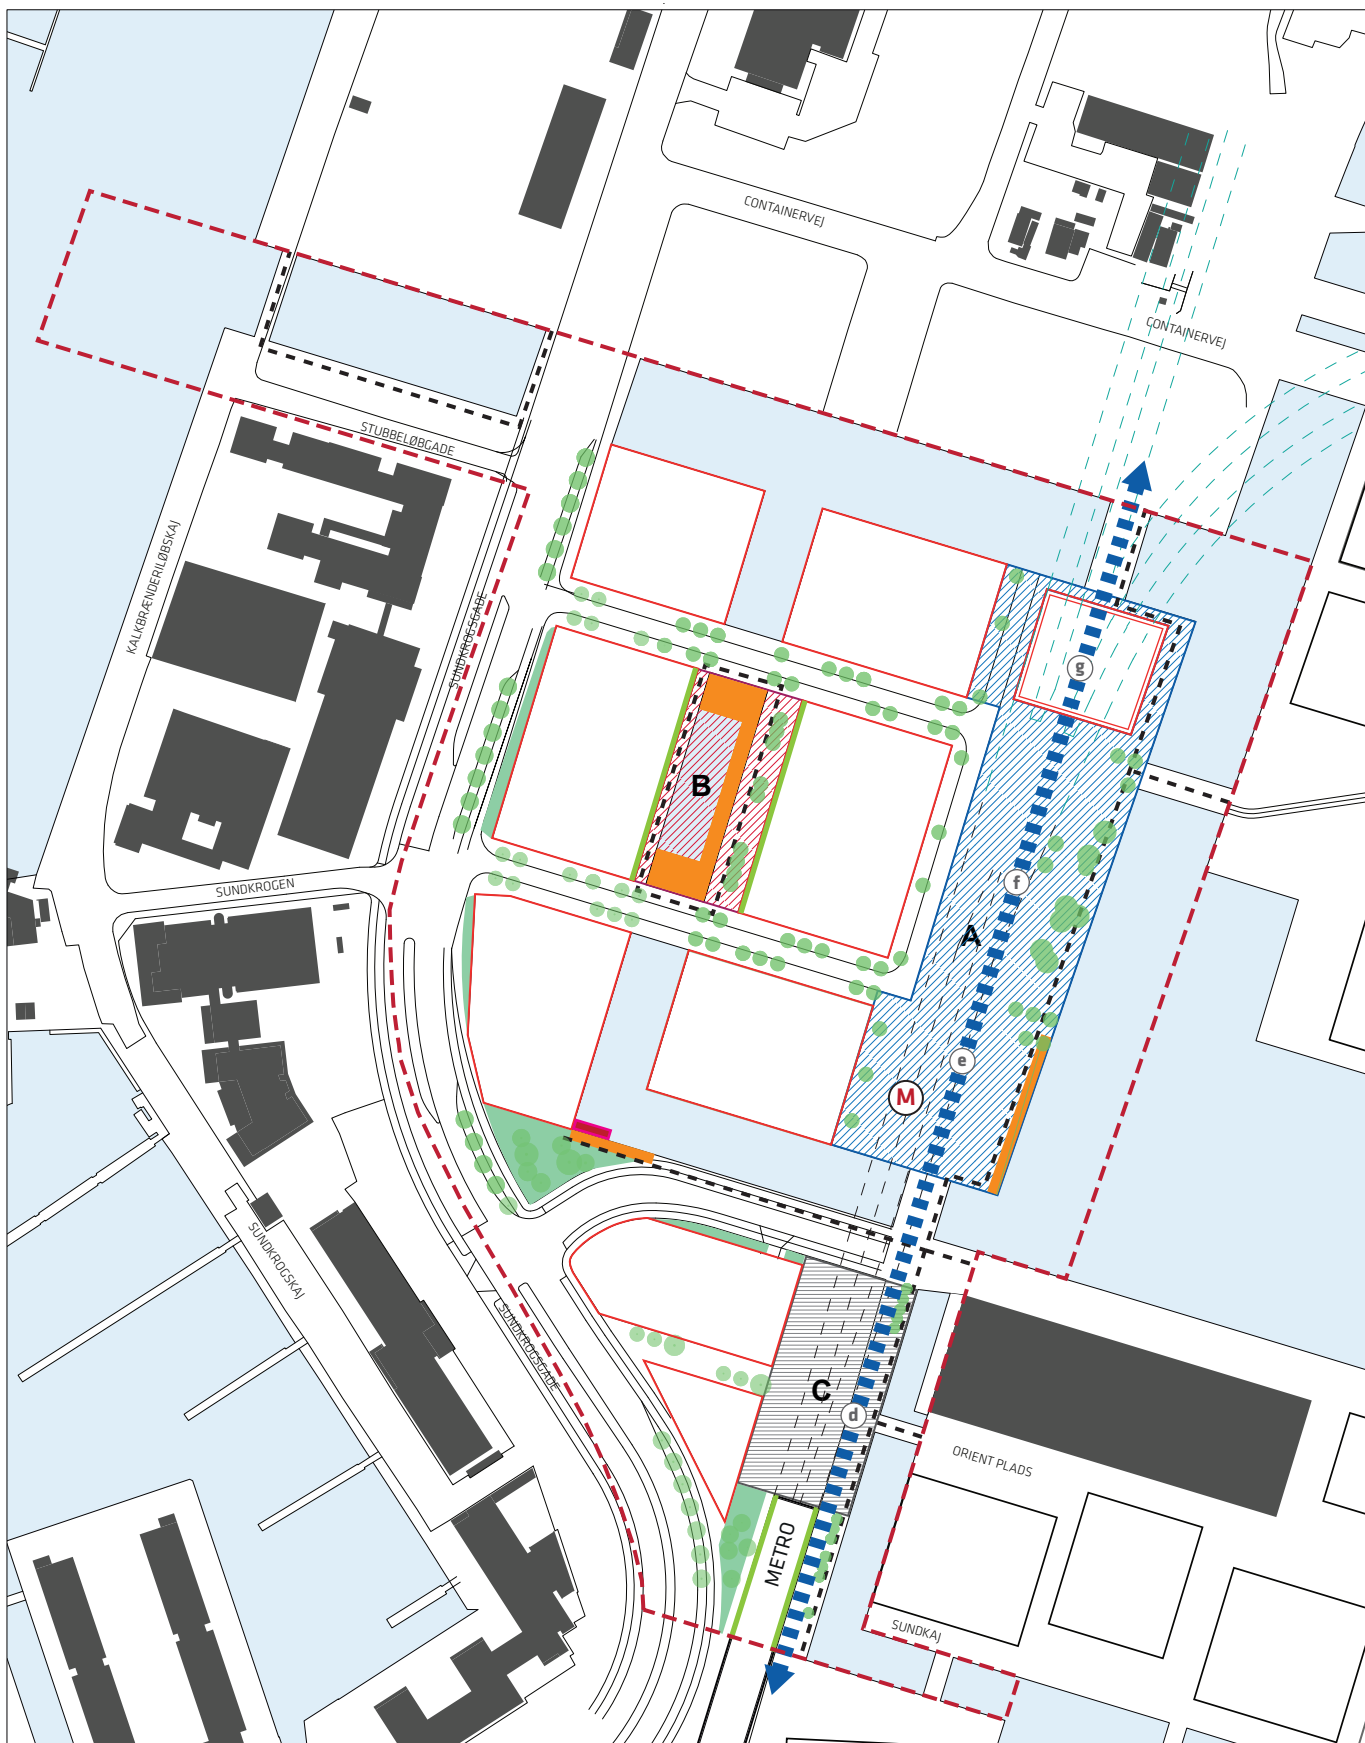 CONTAINERVEJ
CONTAINERVEJ
STUBBELØBGADE
KALKBRÆNDERILØBSKAJ
SUNDKROGSGADE
g
B
f
SUNDKROGEN
A
e
M
SUNDKROGSKAJ
SUNDKROGSGADE
C
d
ORIENT PLADS
METRO
SUNDKAJ